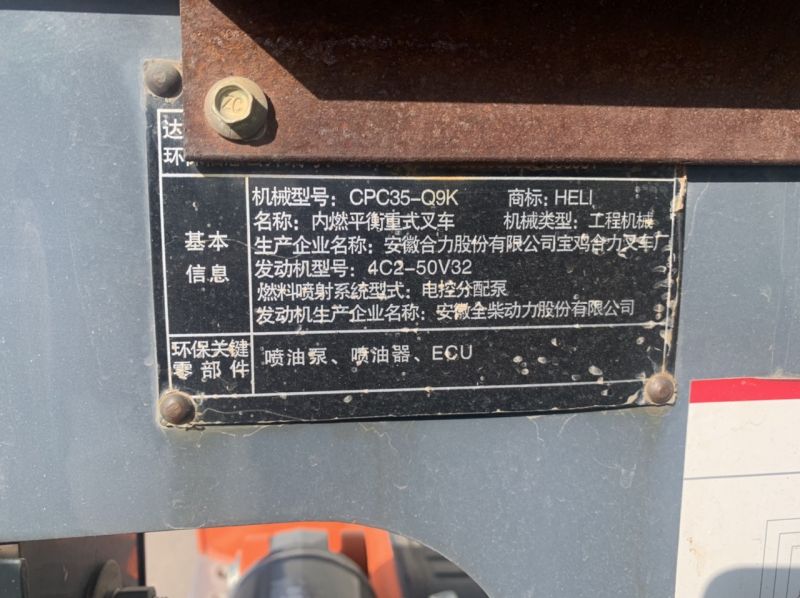 达
环
基本
信息
机械型号：CPC35-Q9K 商标：HELI
名称：内燃平衡重式叉车 机械类型：工程机械
生产企业名称：安徽合力股份有限公司宝鸡合力叉车厂
发动机型号：4C2-50V32
燃料喷射系统型式：电控分配泵
发动机生产企业名称：安徽全柴动力股份有限公司
环保关键
零部件
喷油泵、喷油器、ECU